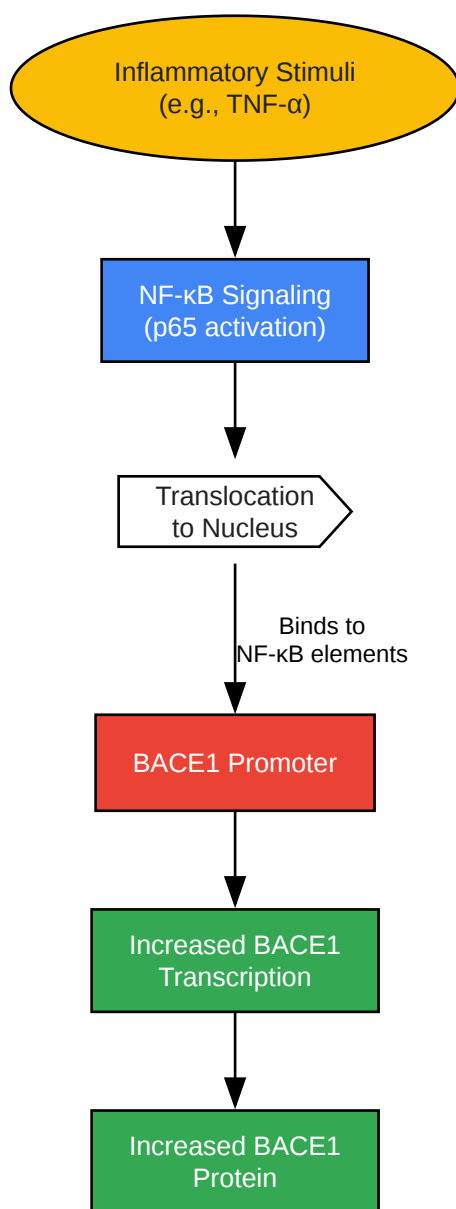 Inflammatory Stimuli
(e.g., TNF-α)
NF-κB Signaling
(p65 activation)
Translocation
to Nucleus
Binds to
NF-κB elements
BACE1 Promoter
Increased BACE1
Transcription
Increased BACE1
Protein